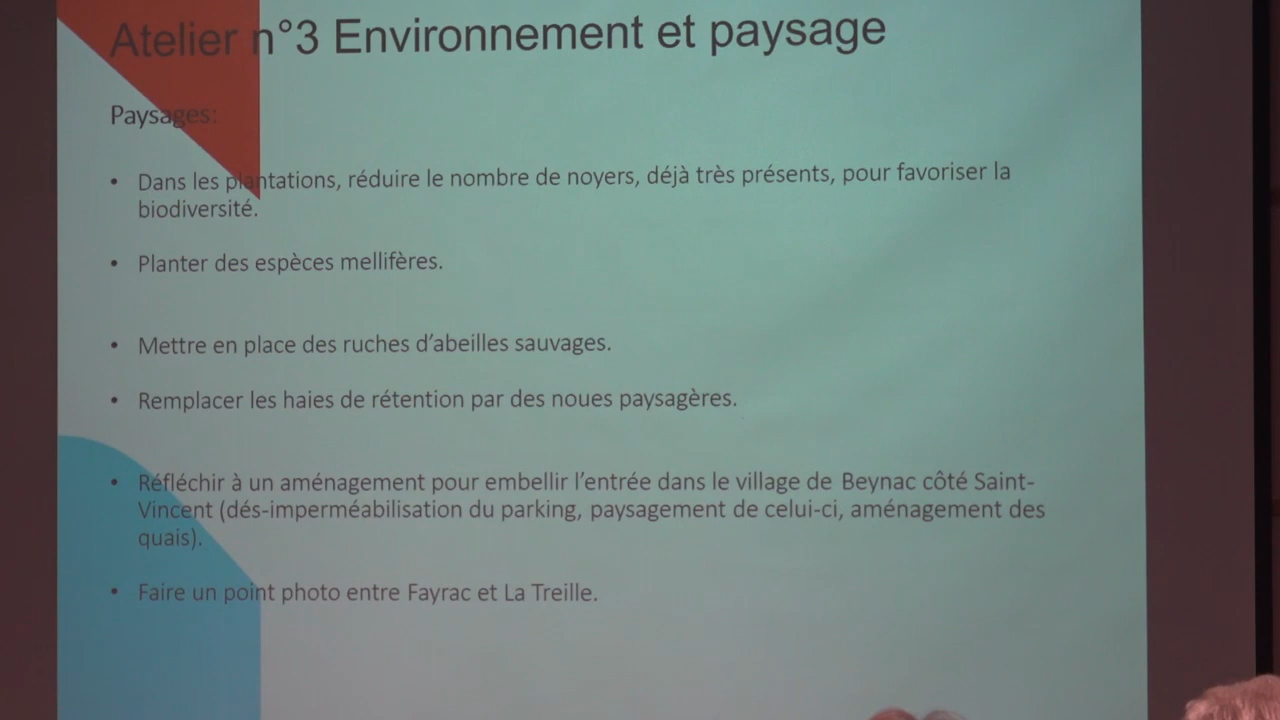 Atelier n°3 Environnement et paysage
Paysages:
• Dans les plantations, réduire le nombre de noyers, déjà très présents, pour favoriser la
biodiversité.
• Planter des espèces mellifères.
• Mettre en place des ruches d’abeilles sauvages.
• Remplacer les haies de rétention par des noues paysagères.
• Réfléchir à un aménagement pour embellir l’entrée dans le village de Beynac côté Saint-
Vincent (dés-imperméabilisation du parking, paysagement de celui-ci, aménagement des
quais).
• Faire un point photo entre Fayrac et La Treille.